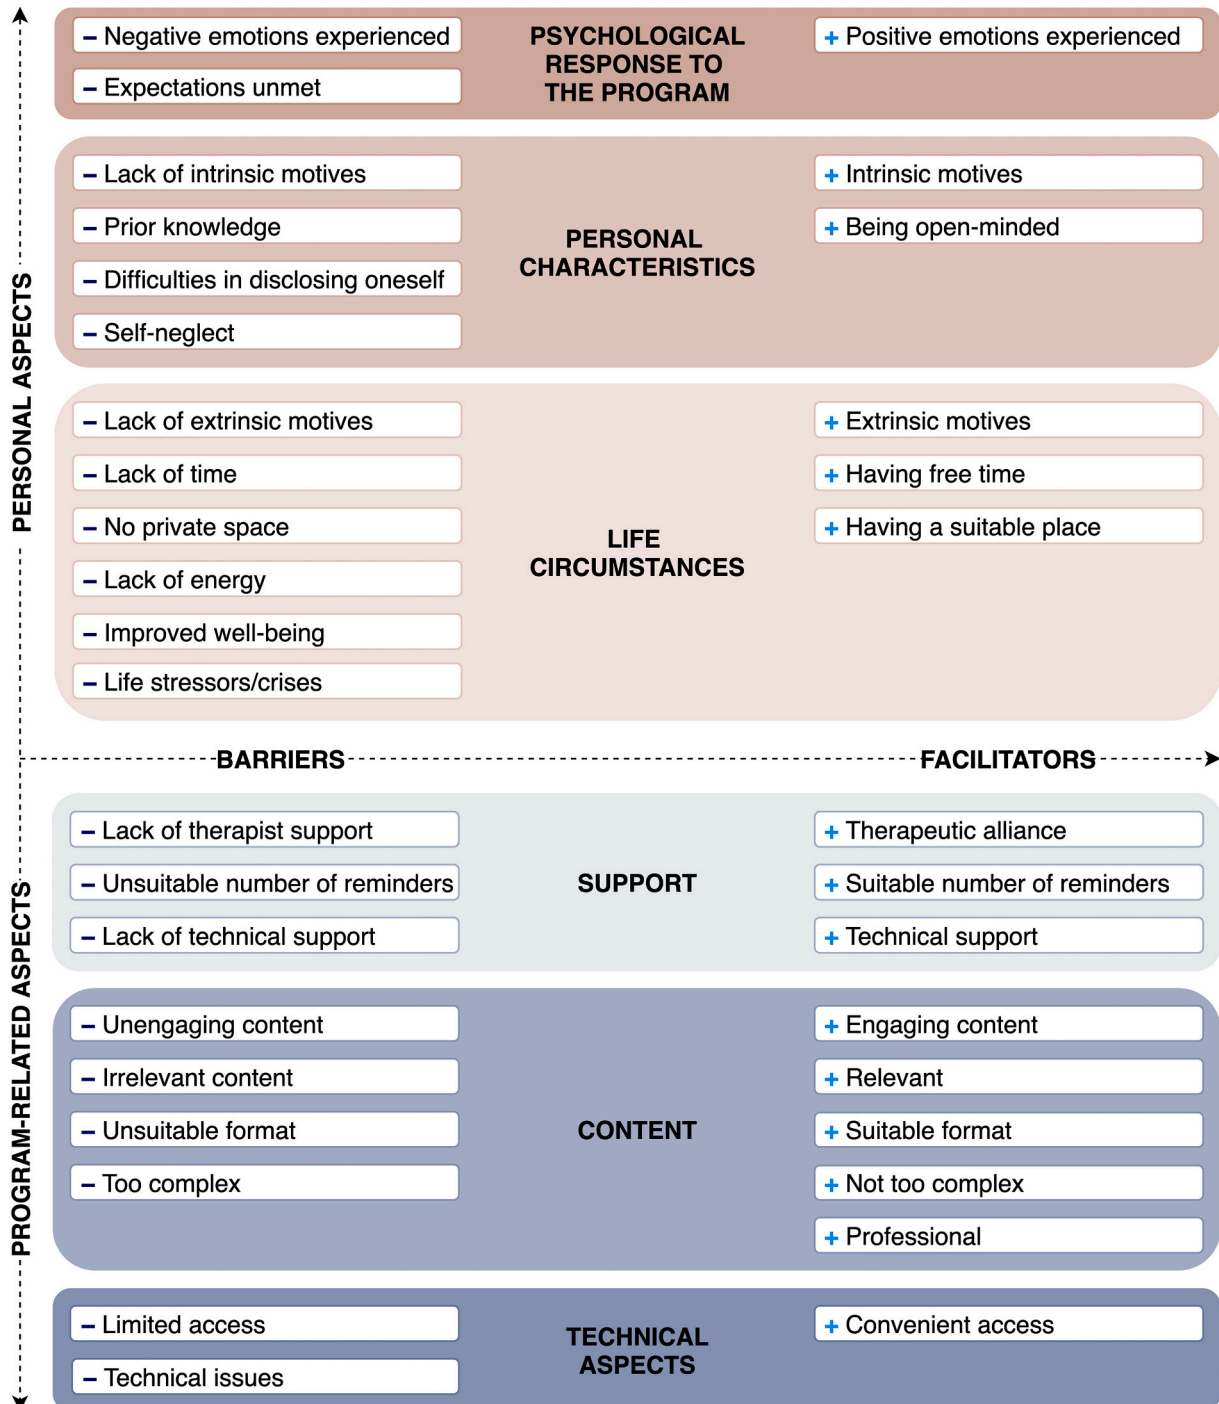 − Negative emotions experienced
− Expectations unmet
PSYCHOLOGICAL
RESPONSE TO
THE PROGRAM
+ Positive emotions experienced
− Lack of intrinsic motives
− Prior knowledge
− Difficulties in disclosing oneself
− Self-neglect
PERSONAL
CHARACTERISTICS
+ Intrinsic motives
+ Being open-minded
PERSONAL ASPECTS
− Lack of extrinsic motives
− Lack of time
− No private space
− Lack of energy
− Improved well-being
− Life stressors/crises
LIFE
CIRCUMSTANCES
+ Extrinsic motives
+ Having free time
+ Having a suitable place
BARRIERS
FACILITATORS
− Lack of therapist support
− Unsuitable number of reminders
− Lack of technical support
SUPPORT
+ Therapeutic alliance
+ Suitable number of reminders
+ Technical support
PROGRAM-RELATED ASPECTS
− Unengaging content
− Irrelevant content
− Unsuitable format
− Too complex
CONTENT
+ Engaging content
+ Relevant
+ Suitable format
+ Not too complex
+ Professional
− Limited access
− Technical issues
TECHNICAL
ASPECTS
+ Convenient access